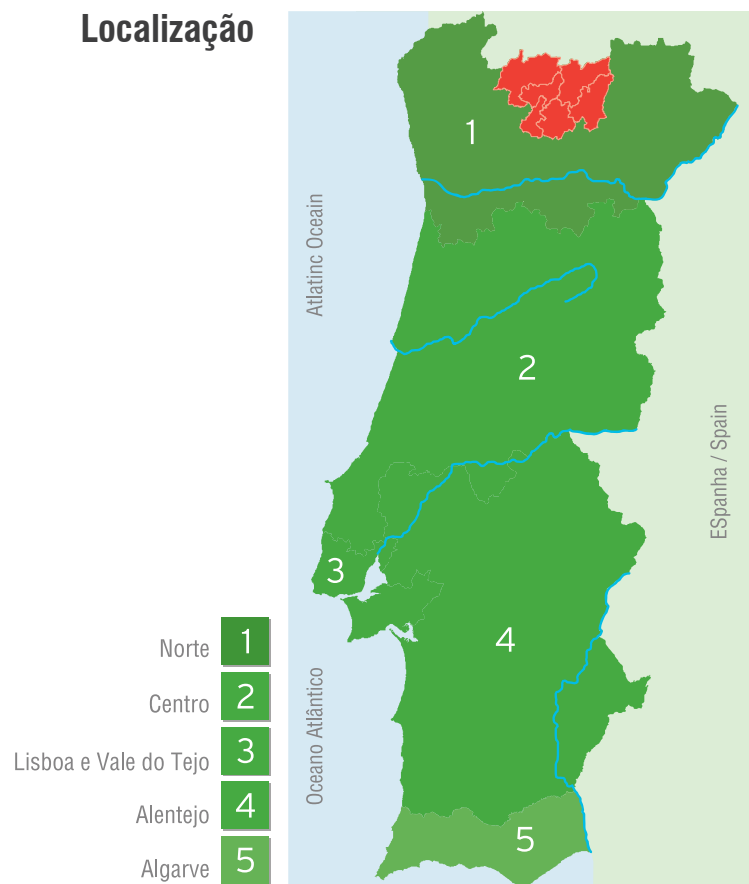 Localização
Atlatinc Oceain
1
2
ESpanha / Spain
3
4
Oceano Atlântico
5
Norte 1
Centro 2
Lisboa e Vale do Tejo 3
Alentejo 4
Algarve 5